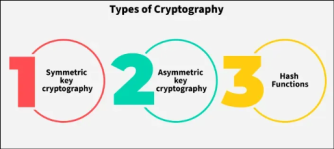 Types of Cryptography
1
Symmetric
key
cryptography
2
Asymmetric
key
cryptography
3
Hash
Functions